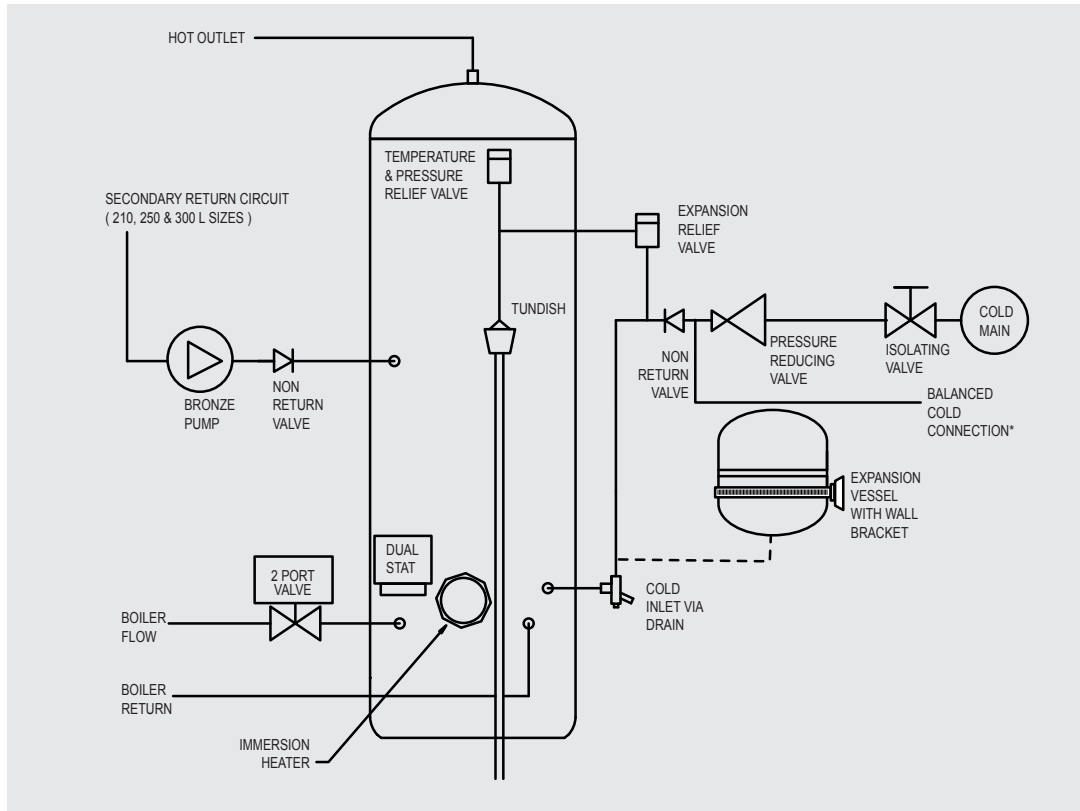 HOT OUTLET
TEMPERATURE
& PRESSURE
RELIEF VALVE
SECONDARY RETURN CIRCUIT
( 210, 250 & 300 L SIZES )
EXPANSION
RELIEF
VALVE
TUNDISH
COLD
MAIN
NON
RETURN
VALVE
PRESSURE
REDUCING
VALVE
ISOLATING
VALVE
BRONZE
PUMP
NON
RETURN
VALVE
BALANCED
COLD
CONNECTION*
EXPANSION
VESSEL
WITH WALL
BRACKET
DUAL
STAT
2 PORT
VALVE
COLD
INLET VIA
DRAIN
BOILER
FLOW
BOILER
RETURN
IMMERSION
HEATER